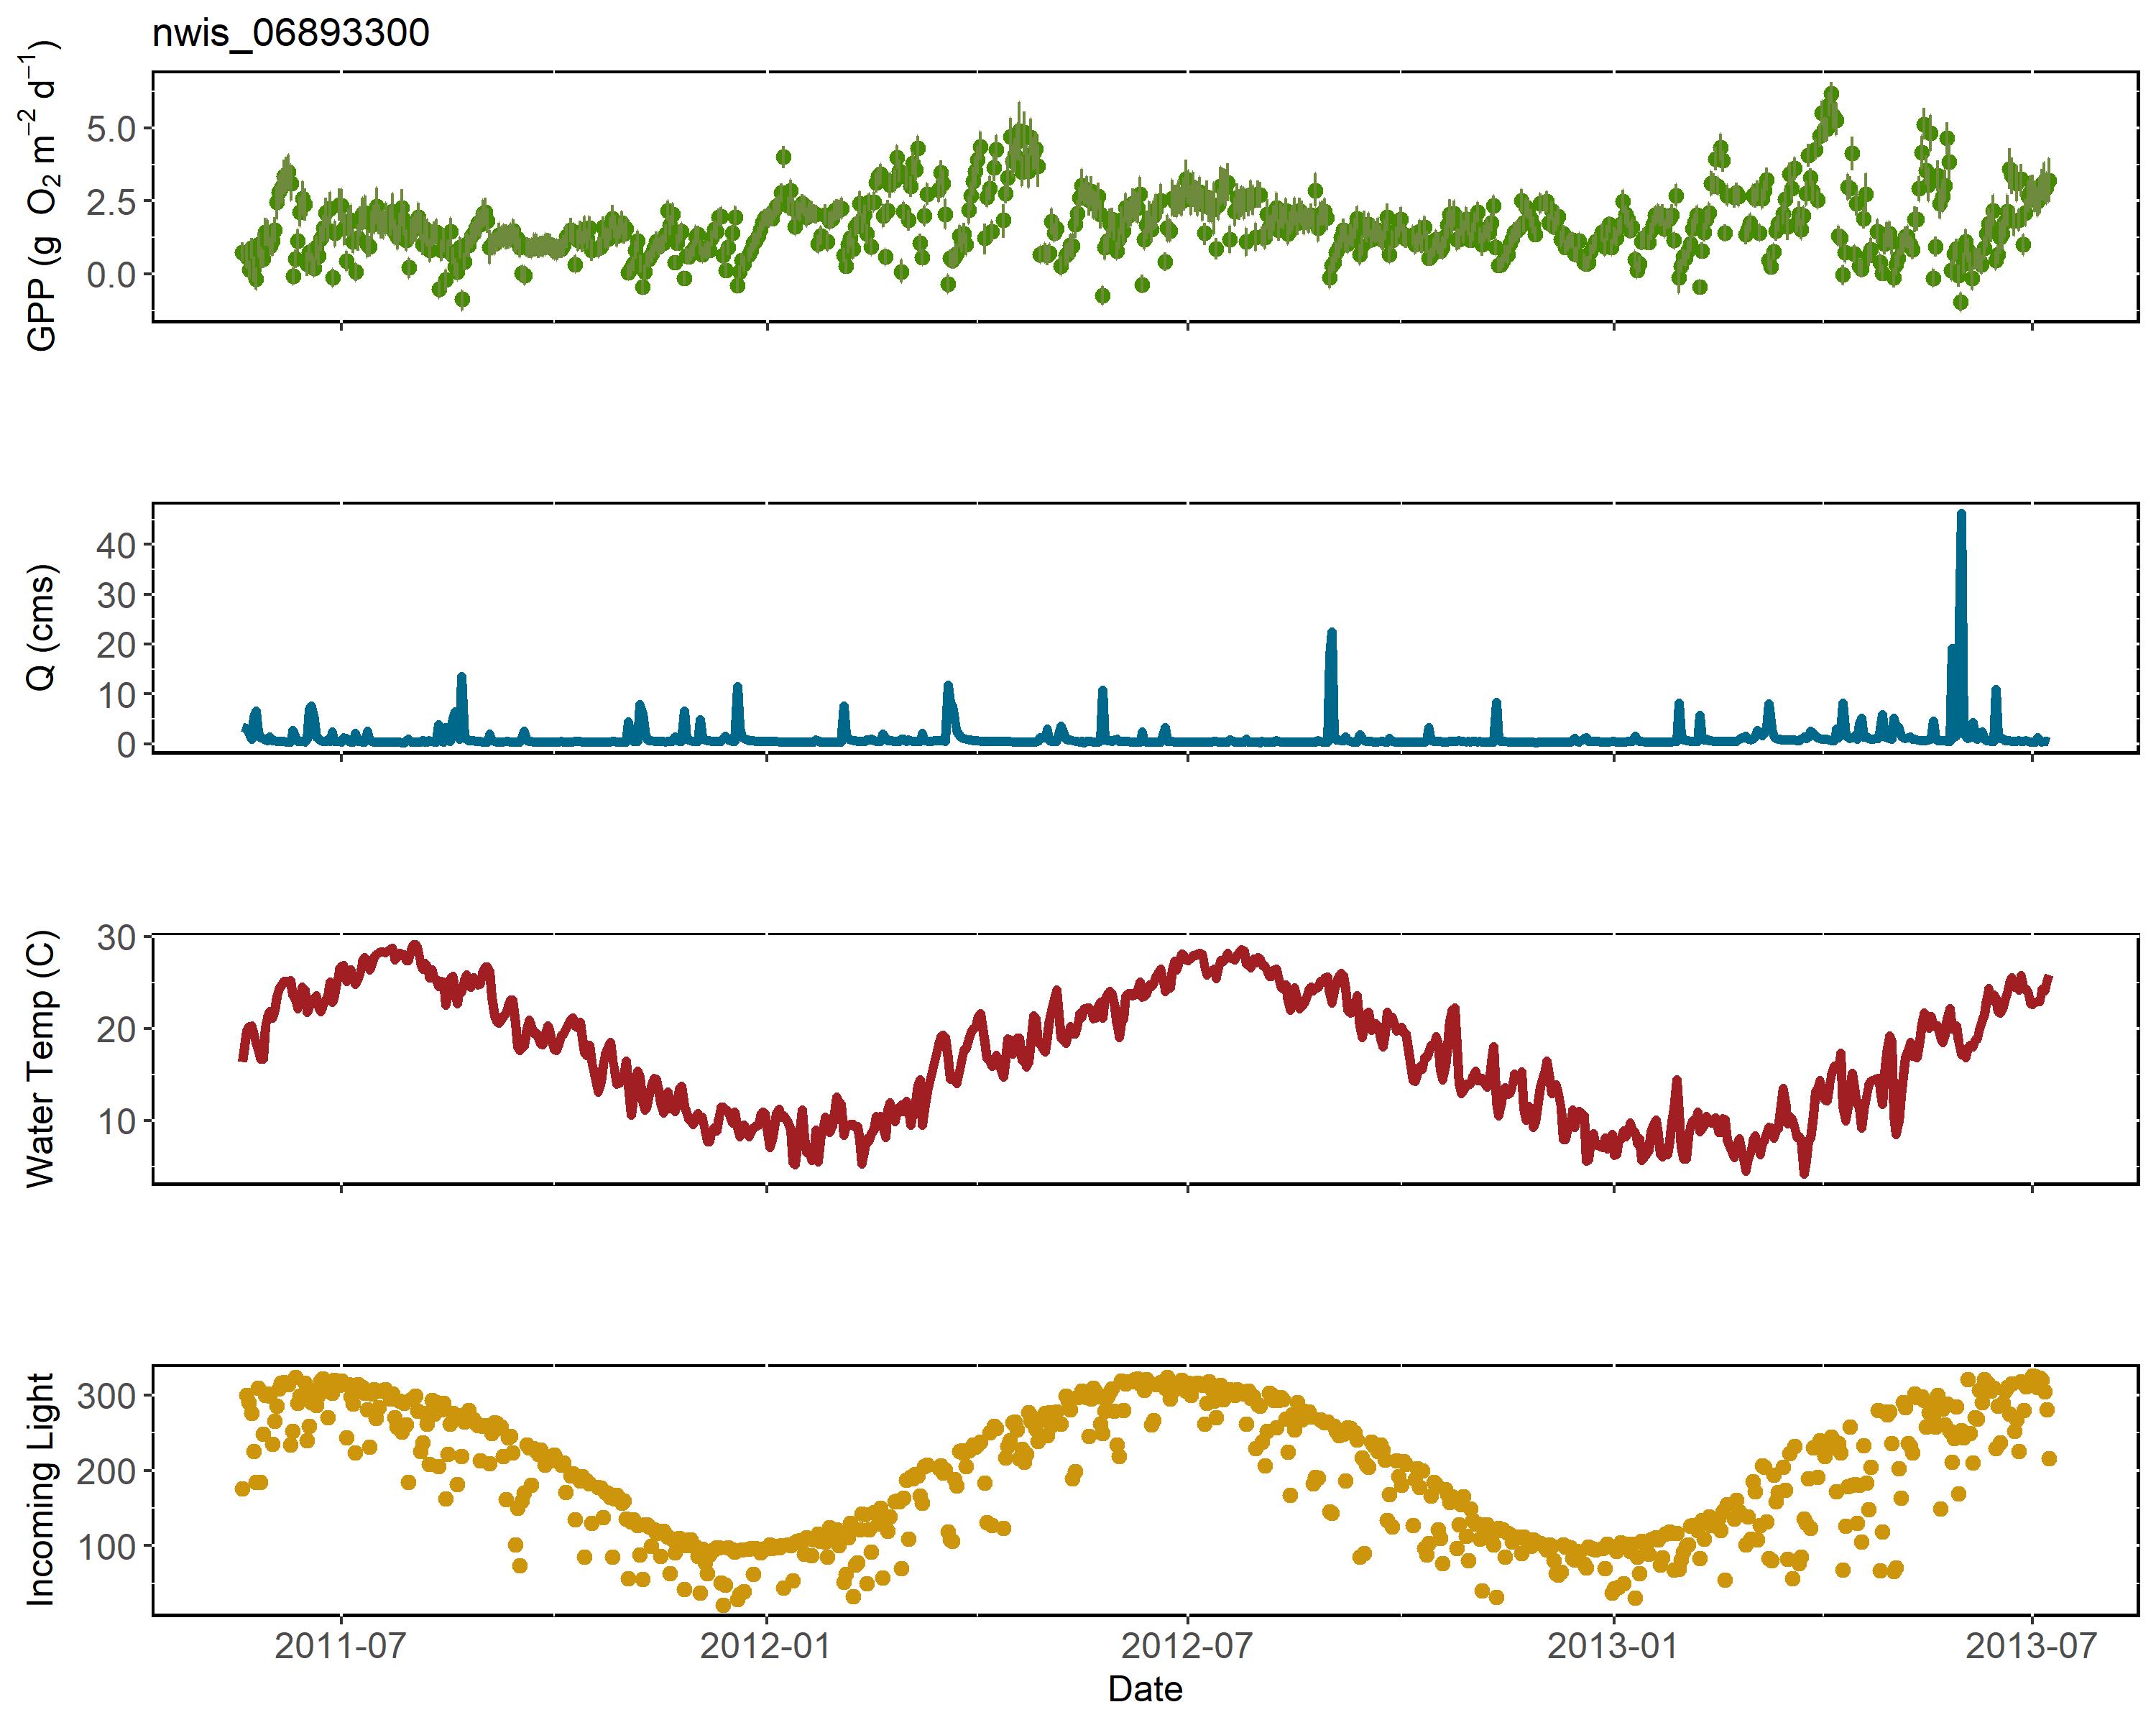 nwis_06893300
GPP (g O₂ m⁻² d⁻¹)
5.0
2.5
0.0
Q (cms)
40
30
20
10
0
Water Temp (C)
30
20
10
Incoming Light
300
200
100
2011-07 2012-01 2012-07 2013-01 2013-07
Date